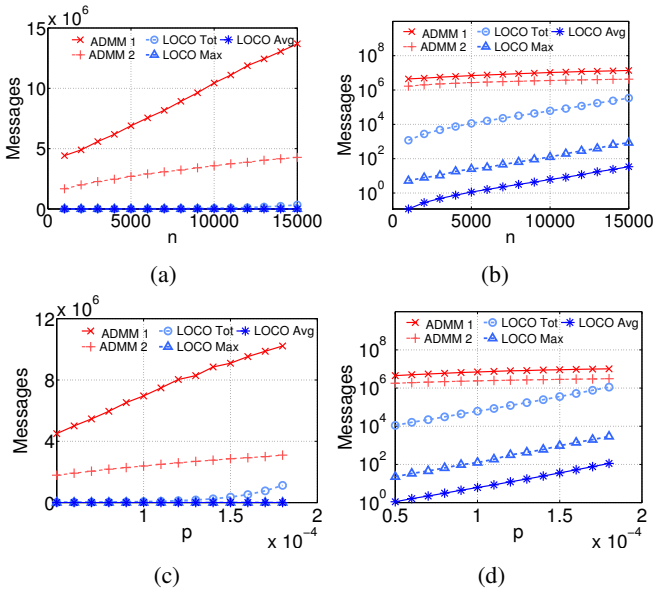 x 10^6
15
10
5
0
Messages
ADMM 1
ADMM 2
LOCO Tot
LOCO Max
LOCO Avg
0 5000 10000 15000
n
(a)
10^8
10^6
10^4
10^2
10^0
Messages
ADMM 1
ADMM 2
LOCO Tot
LOCO Max
LOCO Avg
0 5000 10000 15000
n
(b)
x 10^6
12
8
4
0
Messages
ADMM 1
ADMM 2
LOCO Tot
LOCO Max
LOCO Avg
1 1.5 2
p
x 10^-4
(c)
10^8
10^6
10^4
10^2
10^0
Messages
ADMM 1
ADMM 2
LOCO Tot
LOCO Max
LOCO Avg
0.5 1 1.5 2
p
x 10^-4
(d)